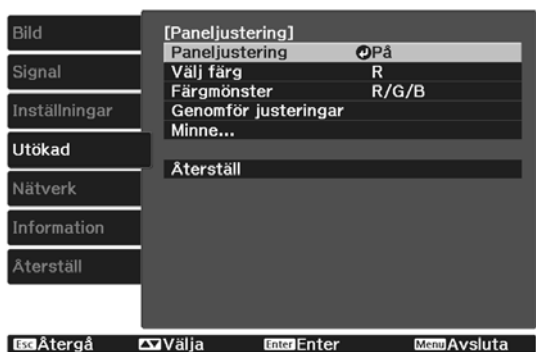 Bild
Signal
Inställningar
Utökad
Nätverk
Information
Återställ
[Paneljustering]
Paneljustering På
Välj färg R
Färgmönster R/G/B
Genomför justeringar
Minne...
Återställ
Esc Återgå Välja Enter Enter Menu Avsluta